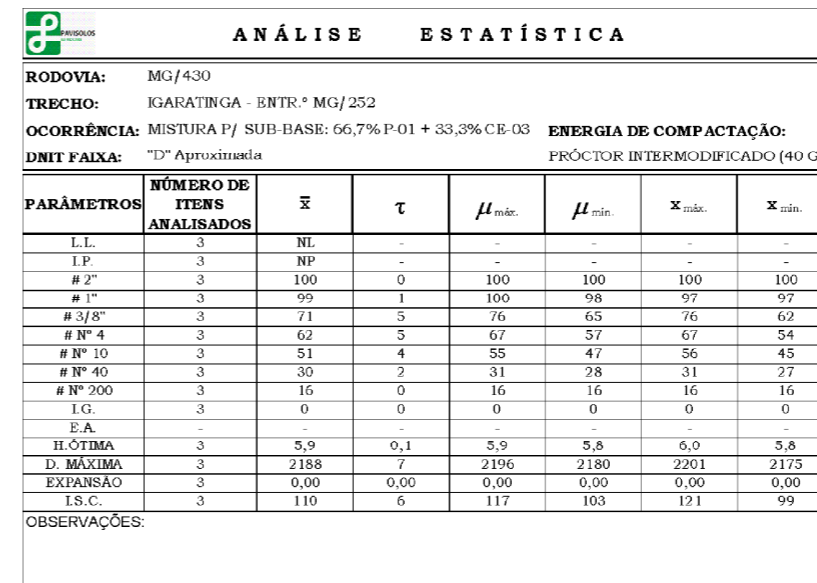 PAVISOLOS
ANÁLISE ESTATÍSTICA
RODOVIA: MG/430
TRECHO: IGARATINGA - ENTR.º MG/252
OCORRÊNCIA: MISTURA P/ SUB-BASE: 66,7% P-01 + 33,3% CE-03 ENERGIA DE COMPACTAÇÃO:
DNIT FAIXA: "D" Aproximada PRÓCTOR INTERMODIFICADO (40 G
PARÂMETROS NÚMERO DE ITENS ANALISADOS x̅ τ μ máx. μ min. x máx. x min.
L.L. 3 NL - - - - -
I.P. 3 NP - - - - -
# 2" 3 100 0 100 100 100 100
# 1" 3 99 1 100 98 97 97
# 3/8" 3 71 5 76 65 76 62
# Nº 4 3 62 5 67 57 67 54
# Nº 10 3 51 4 55 47 56 45
# Nº 40 3 30 2 31 28 31 27
# Nº 200 3 16 0 16 16 16 16
I.G. 3 0 0 0 0 0 0
E.A. - - - - - - -
H.ÓTIMA 3 5,9 0,1 5,9 5,8 6,0 5,8
D. MÁXIMA 3 2188 7 2196 2180 2201 2175
EXPANSÃO 3 0,00 0,00 0,00 0,00 0,00 0,00
I.S.C. 3 110 6 117 103 121 99
OBSERVAÇÕES: